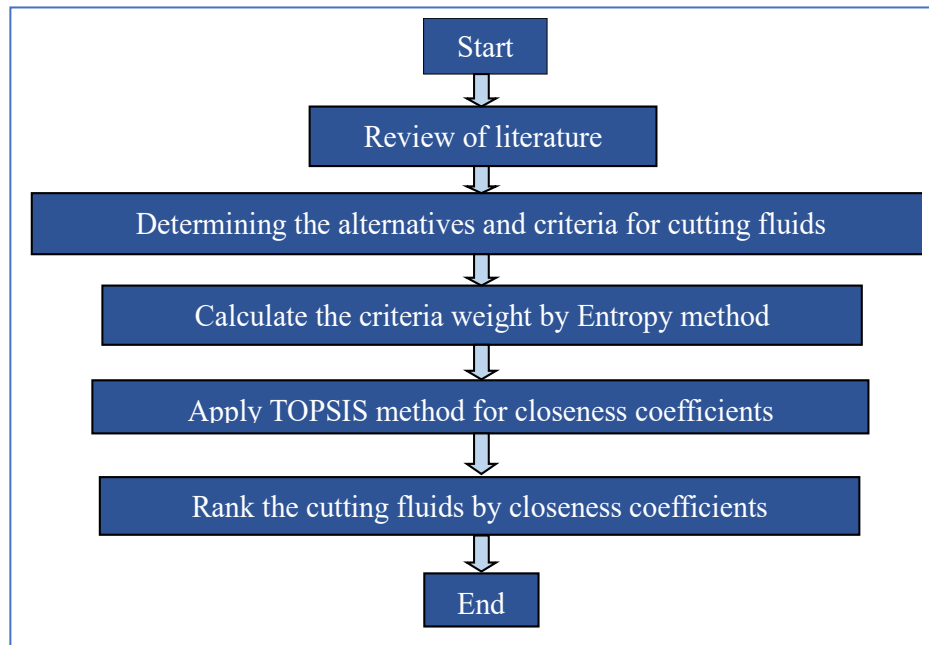 Start
Review of literature
Determining the alternatives and criteria for cutting fluids
Calculate the criteria weight by Entropy method
Apply TOPSIS method for closeness coefficients
Rank the cutting fluids by closeness coefficients
End